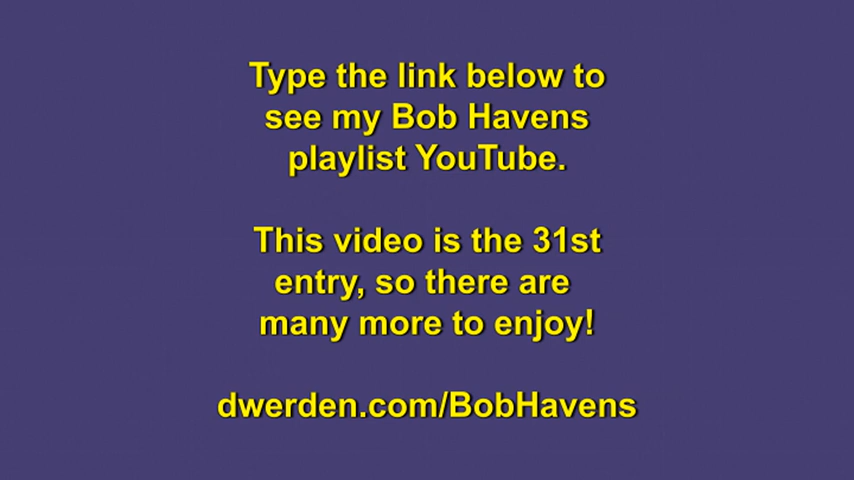 Type the link below to
see my Bob Havens
playlist YouTube.
This video is the 31st
entry, so there are
many more to enjoy!
dwerden.com/BobHavens